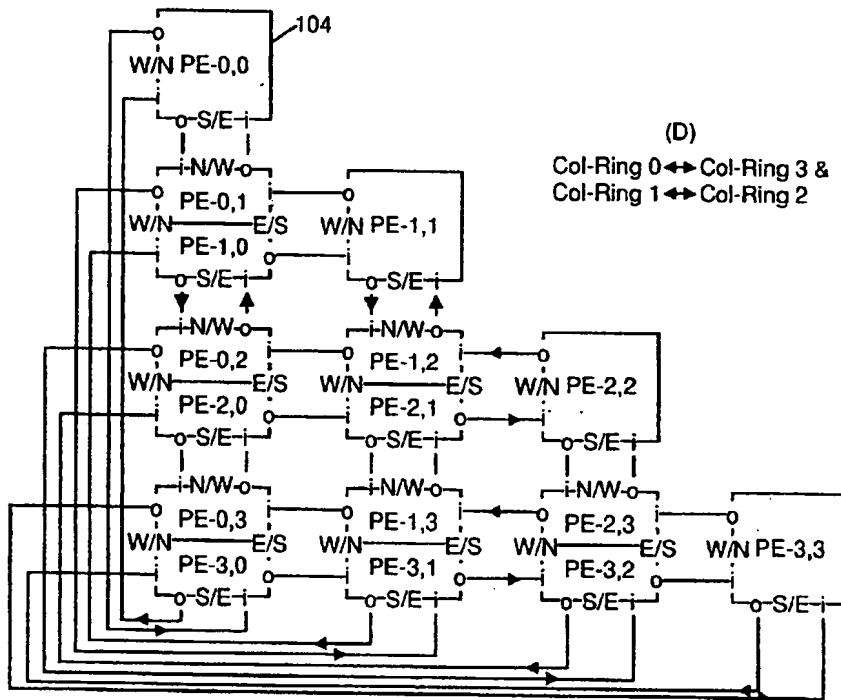 104
o
W/N PE-0,0
i
o S/E i
(D)
Col-Ring 0 ↔ Col-Ring 3 &
Col-Ring 1 ↔ Col-Ring 2
i N/W o
o PE-0,1 i o
W/N E/S W/N PE-1,1
i PE-1,0 o i
o S/E i o S/E i
i N/W o i N/W o
o PE-0,2 i o PE-1,2 i o
W/N E/S W/N E/S W/N PE-2,2
i PE-2,0 o i PE-2,1 o i
o S/E i o S/E i o S/E i
i N/W o i N/W o i N/W o
o PE-0,3 i o PE-1,3 i o PE-2,3 i o
W/N E/S W/N E/S W/N E/S W/N PE-3,3
i PE-3,0 o i PE-3,1 o i PE-3,2 o i
o S/E i o S/E i o S/E i o S/E i